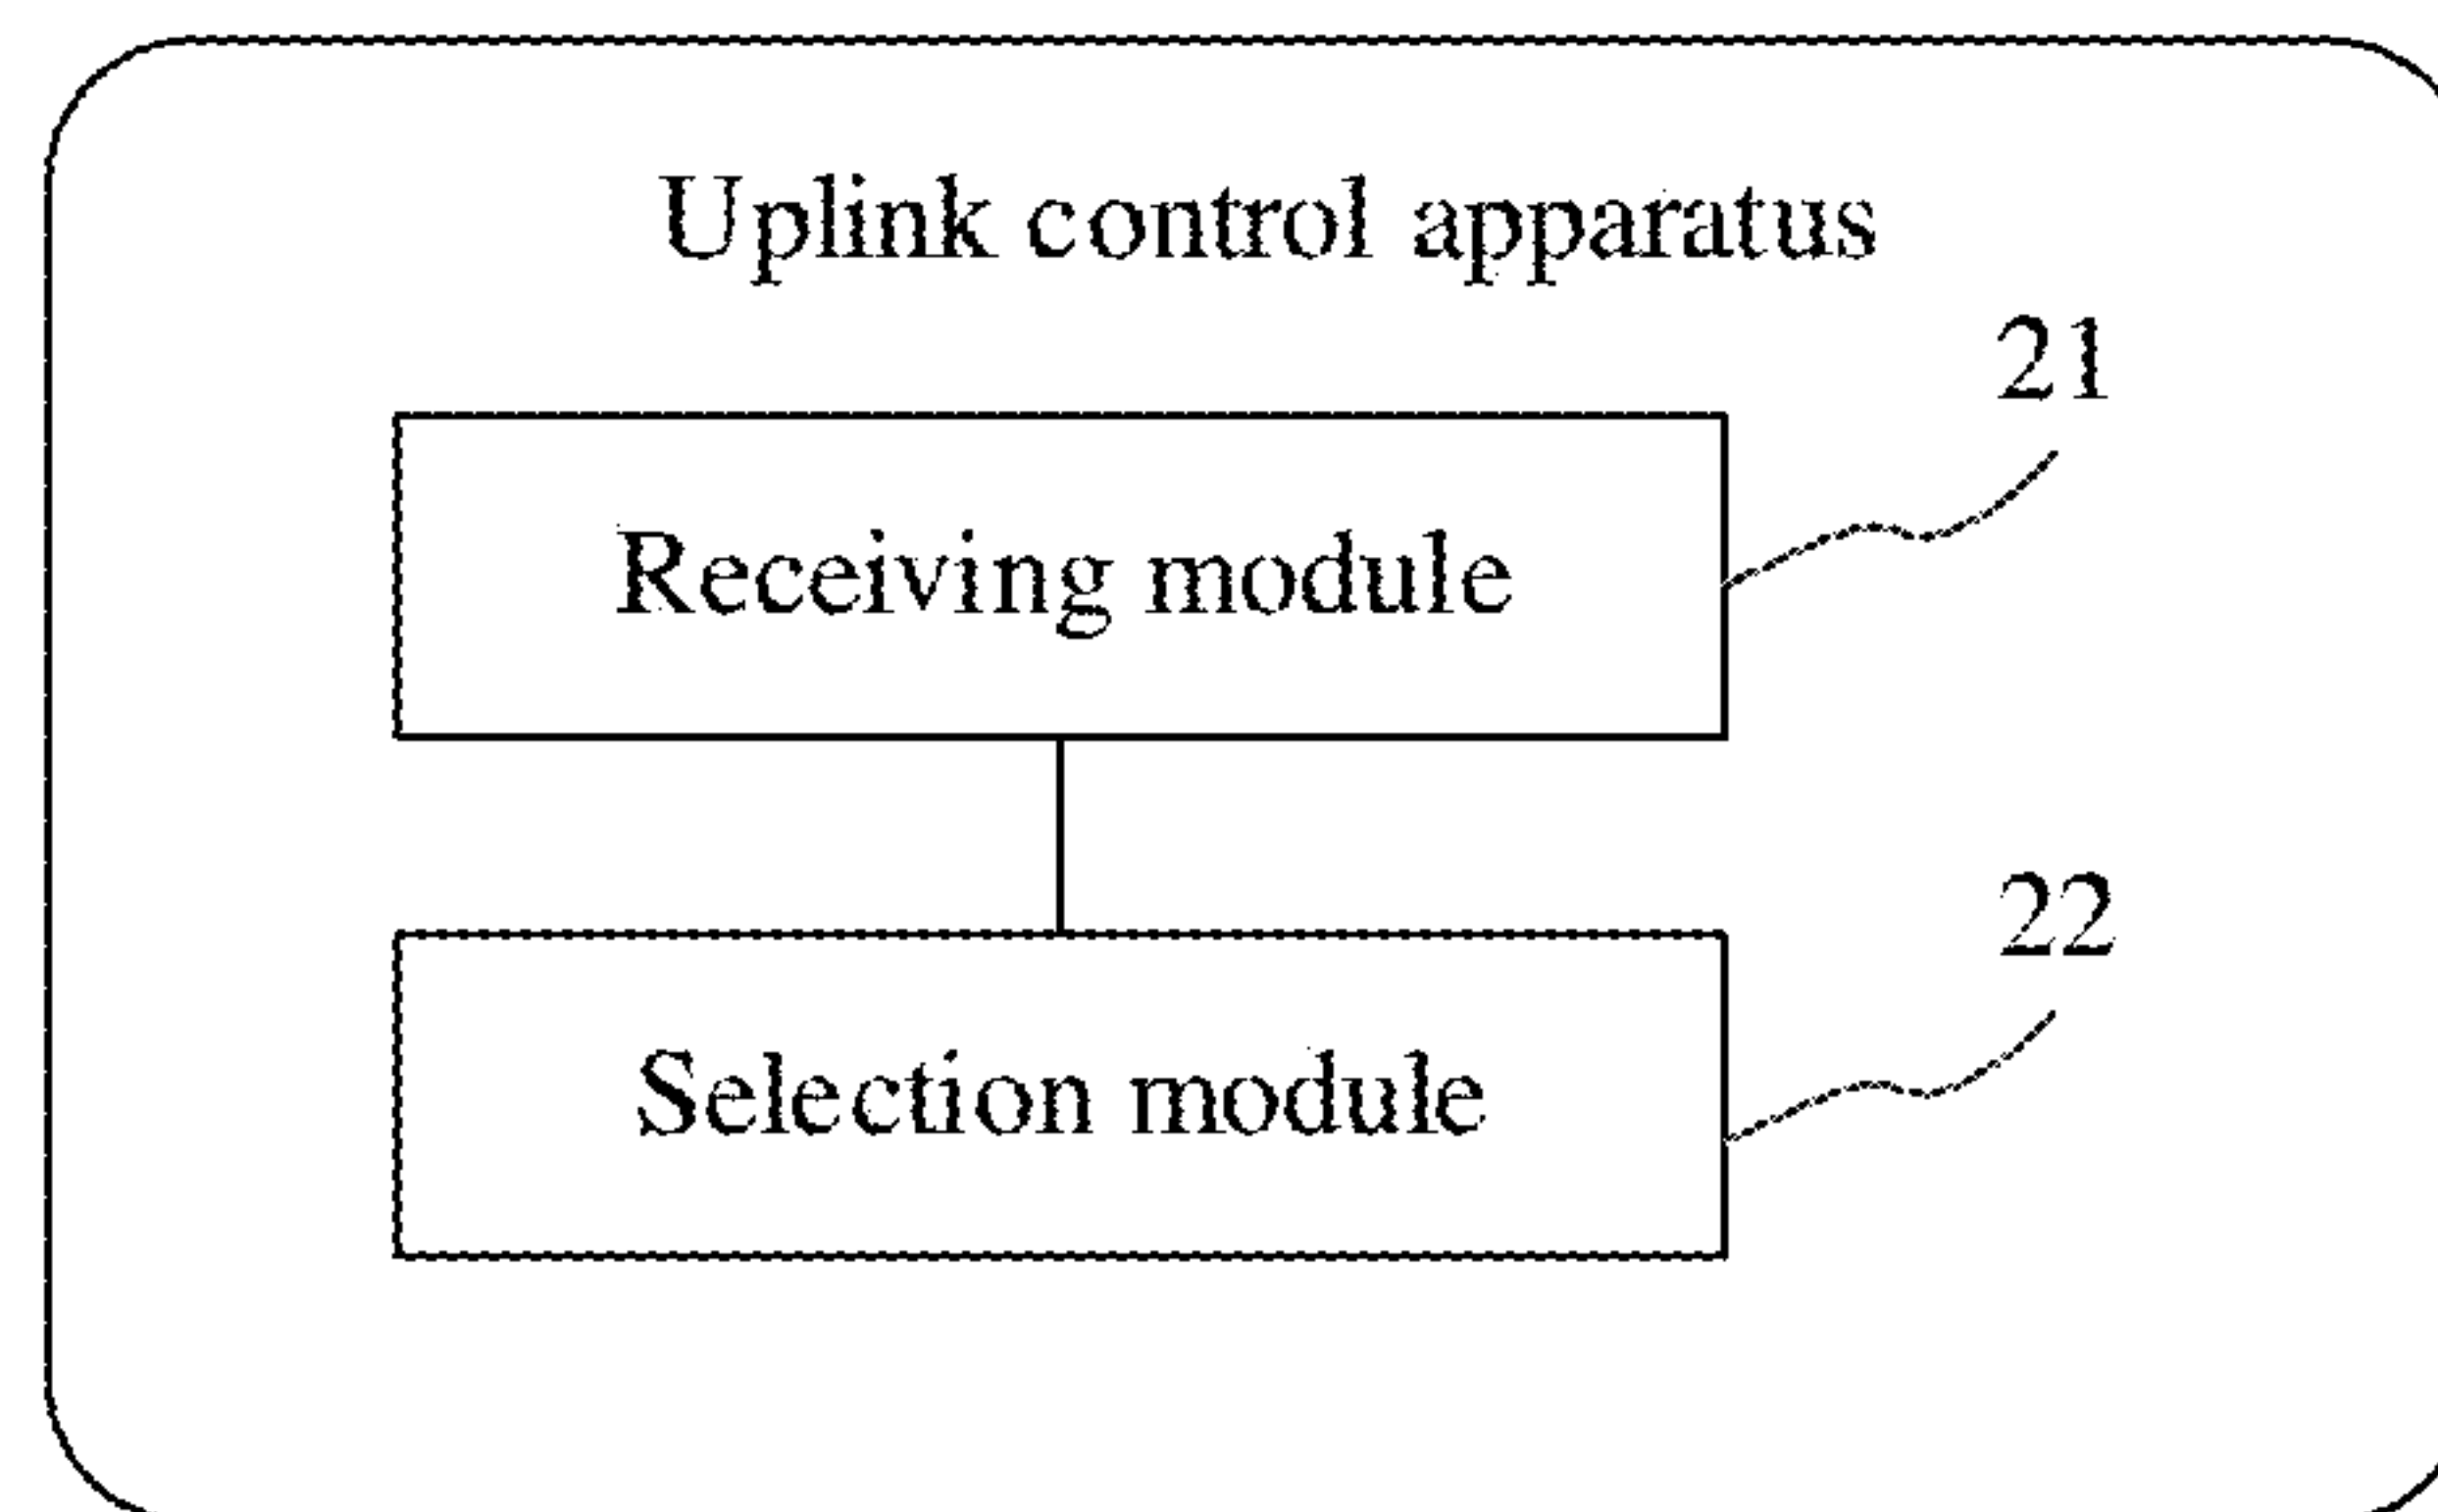 Uplink control apparatus
21
Receiving module
22
Selection module